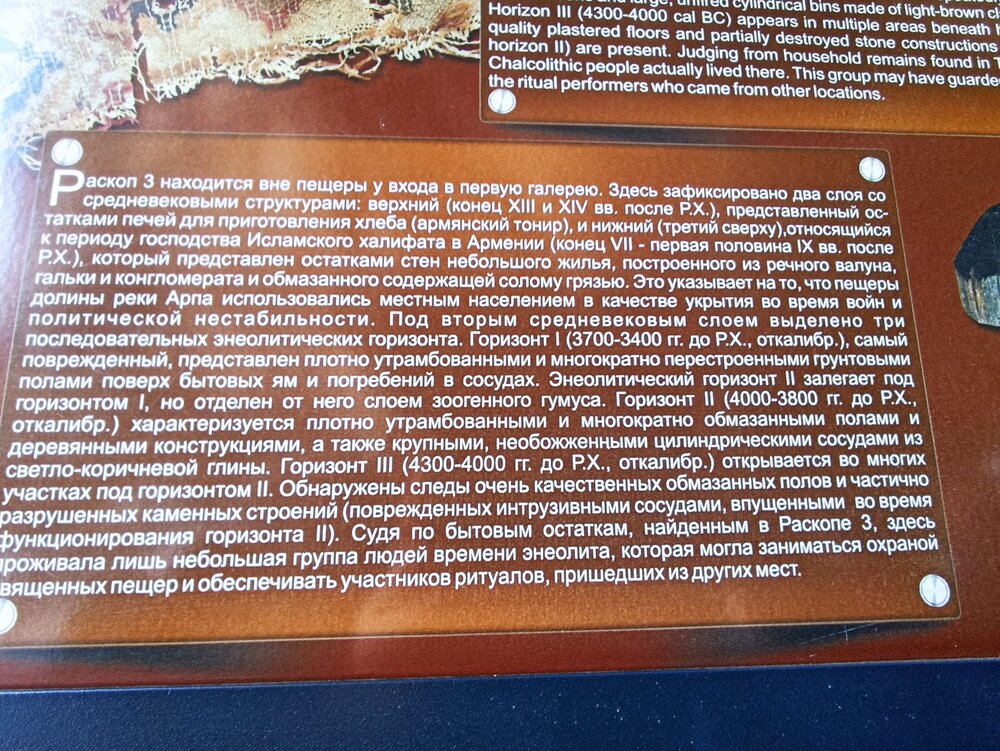 unfired cylindrical bins made of light-brown
Horizon III (4300-4000 cal BC) appears in multiple areas beneath
quality plastered floors and partially destroyed stone constructions
horizon II) are present. Judging from household remains found in
Chalcolithic people actually lived there. This group may have
the ritual performers who came from other locations.
Раскоп 3 находится вне пещеры у входа в первую галерею. Здесь зафиксировано два слоя со
средневековыми структурами: верхний (конец XIII и XIV вв. после Р.Х.), представленный ос-
татками печей для приготовления хлеба (армянский тонир), и нижний (третий сверху),относящийся
к периоду господства Исламского халифата в Армении (конец VII - первая половина IX вв. после
Р.Х.), который представлен остатками стен небольшого жилья, построенного из речного валуна,
гальки и конгломерата и обмазанного содержащей солому грязью. Это указывает на то, что пещеры
долины реки Арпа использовались местным населением в качестве укрытия во время войн и
политической нестабильности. Под вторым средневековым слоем выделено три
последовательных энеолитических горизонта. Горизонт I (3700-3400 гг. до Р.Х., откалибр.), самый
поврежденный, представлен плотно утрамбованными и многократно перестроенными грунтовыми
полами поверх бытовых ям и погребений в сосудах. Энеолитический горизонт II залегает под
горизонтом I, но отделен от него слоем зоогенного гумуса. Горизонт II (4000-3800 гг. до Р.Х.,
откалибр.) характеризуется плотно утрамбованными и многократно обмазанными полами и
деревянными конструкциями, а также крупными, необожженными цилиндрическими сосудами из
светло-коричневой глины. Горизонт III (4300-4000 гг. до Р.Х., откалибр.) открывается во многих
участках под горизонтом II. Обнаружены следы очень качественных обмазанных полов и частично
разрушенных каменных строений (поврежденных интрузивными сосудами, впущенными во время
функционирования горизонта II). Судя по бытовым остаткам, найденным в Раскопе 3, здесь
проживала лишь небольшая группа людей времени энеолита, которая могла заниматься охраной
священных пещер и обеспечивать участников ритуалов, пришедших из других мест.